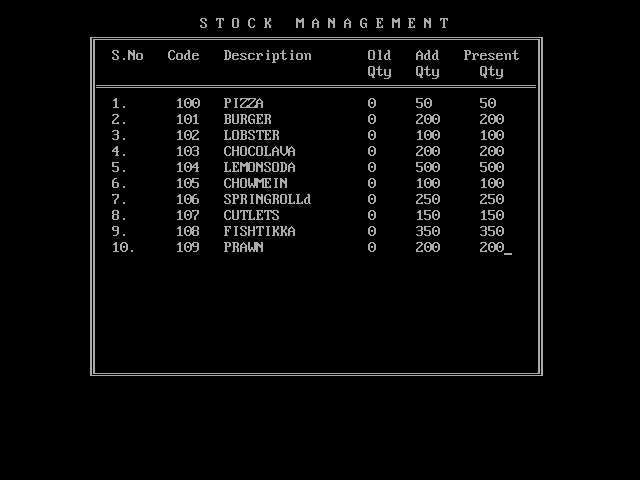 S T O C K  M A N A G E M E N T
S.No Code Description Old Add Present
Qty Qty Qty
1. 100 PIZZA 0 50 50
2. 101 BURGER 0 200 200
3. 102 LOBSTER 0 100 100
4. 103 CHOCOLAVA 0 200 200
5. 104 LEMONSODA 0 500 500
6. 105 CHOWMEIN 0 100 100
7. 106 SPRINGROLLd 0 250 250
8. 107 CUTLETS 0 150 150
9. 108 FISHTIKKA 0 350 350
10. 109 PRAWN 0 200 200_